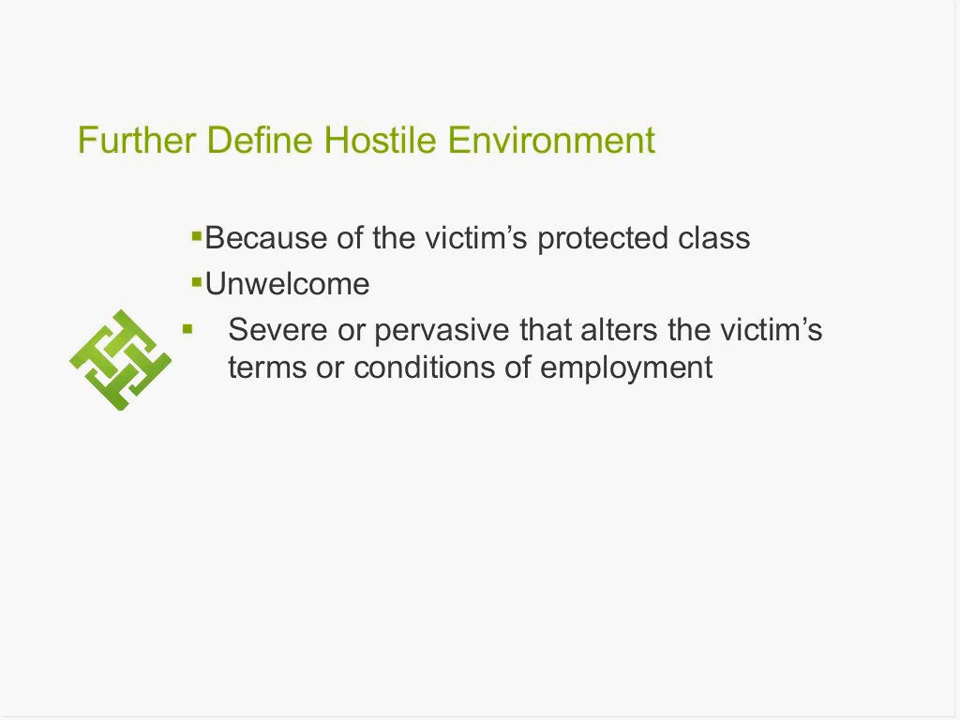 Further Define Hostile Environment
▪Because of the victim’s protected class
▪Unwelcome
▪ Severe or pervasive that alters the victim’s
terms or conditions of employment